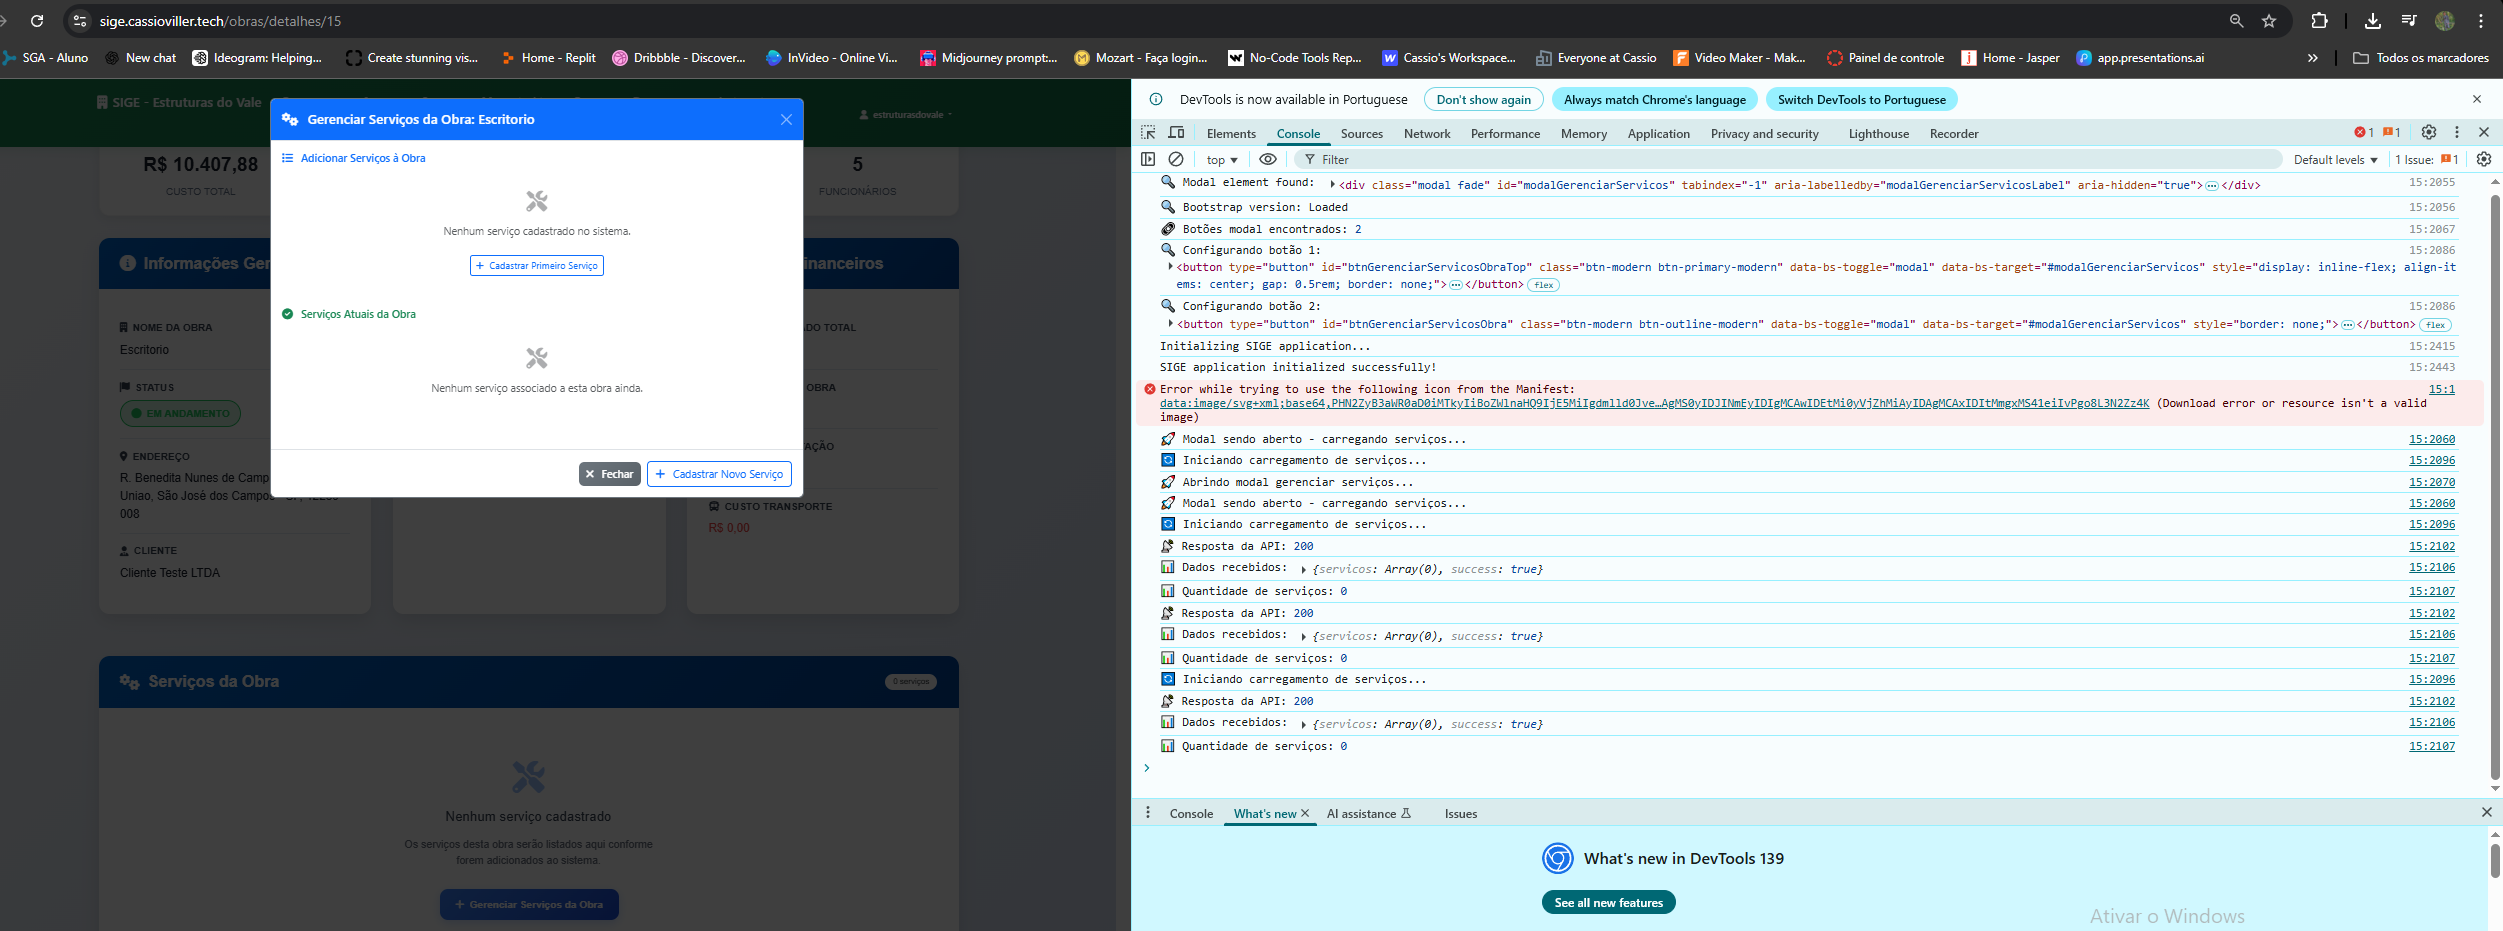 sige.cassioviller.tech/obras/detalhes/15
SGA - Aluno
New chat
Ideogram: Helping...
Create stunning vis...
Home - Replit
Dribbble - Discover...
InVideo - Online Vi...
Midjourney prompt:...
Mozart - Faça login...
No-Code Tools Rep...
Cassio's Workspace...
Everyone at Cassio
Video Maker - Mak...
Painel de controle
Home - Jasper
app.presentations.ai
Todos os marcadores
SIGE - Estruturas do Vale
estruturasdovale
Gerenciar Serviços da Obra: Escritorio
Adicionar Serviços à Obra
Nenhum serviço cadastrado no sistema.
+ Cadastrar Primeiro Serviço
Serviços Atuais da Obra
Nenhum serviço associado a esta obra ainda.
Fechar
+ Cadastrar Novo Serviço
R$ 10.407,88
CUSTO TOTAL
5
FUNCIONÁRIOS
Informações Ger
nanceiros
NOME DA OBRA
Escritorio
STATUS
EM ANDAMENTO
ENDEREÇO
R. Benedita Nunes de Camp
Uniao, São José dos Campos
008
CLIENTE
Cliente Teste LTDA
DO TOTAL
OBRA
AÇÃO
CUSTO TRANSPORTE
R$ 0,00
Serviços da Obra
0 serviços
Nenhum serviço cadastrado
Os serviços desta obra serão listados aqui conforme
forem adicionados ao sistema.
+ Gerenciar Serviços da Obra
DevTools is now available in Portuguese
Don't show again
Always match Chrome's language
Switch DevTools to Portuguese
Elements
Console
Sources
Network
Performance
Memory
Application
Privacy and security
Lighthouse
Recorder
1
1
top
Filter
Default levels
1 Issue: 1
Modal element found: <div class="modal fade" id="modalGerenciarServicos" tabindex="-1" aria-labelledby="modalGerenciarServicosLabel" aria-hidden="true">…</div> 15:2055
Bootstrap version: Loaded 15:2056
Botões modal encontrados: 2 15:2067
Configurando botão 1: 15:2086
<button type="button" id="btnGerenciarServicosObraTop" class="btn-modern btn-primary-modern" data-bs-toggle="modal" data-bs-target="#modalGerenciarServicos" style="display: inline-flex; align-it
ems: center; gap: 0.5rem; border: none;">…</button> flex
Configurando botão 2: 15:2086
<button type="button" id="btnGerenciarServicosObra" class="btn-modern btn-outline-modern" data-bs-toggle="modal" data-bs-target="#modalGerenciarServicos" style="border: none;">…</button> flex
Initializing SIGE application... 15:2415
SIGE application initialized successfully! 15:2443
Error while trying to use the following icon from the Manifest: 15:1
(Download error or resource isn't a valid
image)
Modal sendo aberto - carregando serviços... 15:2060
Iniciando carregamento de serviços... 15:2096
Abrindo modal gerenciar serviços... 15:2070
Modal sendo aberto - carregando serviços... 15:2060
Iniciando carregamento de serviços... 15:2096
Resposta da API: 200 15:2102
Dados recebidos: {servicos: Array(0), success: true} 15:2106
Quantidade de serviços: 0 15:2107
Resposta da API: 200 15:2102
Dados recebidos: {servicos: Array(0), success: true} 15:2106
Quantidade de serviços: 0 15:2107
Iniciando carregamento de serviços... 15:2096
Resposta da API: 200 15:2102
Dados recebidos: {servicos: Array(0), success: true} 15:2106
Quantidade de serviços: 0 15:2107
Console
What's new
AI assistance
Issues
What's new in DevTools 139
See all new features
Ativar o Windows